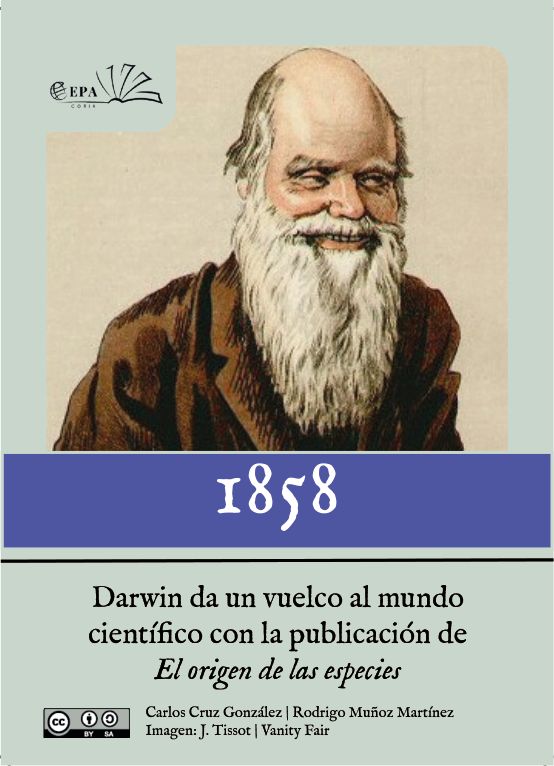 EPA
CORIA
1858
Darwin da un vuelco al mundo
científico con la publicación de
El origen de las especies
cc BY SA
Carlos Cruz González | Rodrigo Muñoz Martínez
Imagen: J. Tissot | Vanity Fair